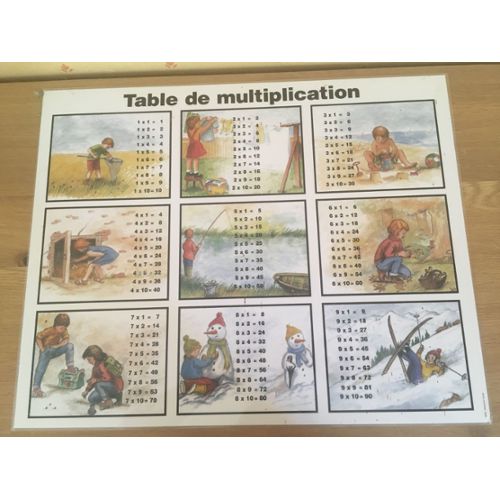 Table de multiplication
1 x 1 = 1
1 x 2 = 2
1 x 3 = 3
1 x 4 = 4
1 x 5 = 5
1 x 6 = 6
1 x 7 = 7
1 x 8 = 8
1 x 9 = 9
1 x 10 = 10
2 x 1 = 2
2 x 2 = 4
2 x 3 = 6
2 x 4 = 8
2 x 5 = 10
2 x 6 = 12
2 x 7 = 14
2 x 8 = 16
2 x 9 = 18
2 x 10 = 20
3 x 1 = 3
3 x 2 = 6
3 x 3 = 9
3 x 4 = 12
3 x 5 = 15
3 x 6 = 18
3 x 7 = 21
3 x 8 = 24
3 x 9 = 27
3 x 10 = 30
4 x 1 = 4
4 x 2 = 8
4 x 3 = 12
4 x 4 = 16
4 x 5 = 20
4 x 6 = 24
4 x 7 = 28
4 x 8 = 32
4 x 9 = 36
4 x 10 = 40
5 x 1 = 5
5 x 2 = 10
5 x 3 = 15
5 x 4 = 20
5 x 5 = 25
5 x 6 = 30
5 x 7 = 35
5 x 8 = 40
5 x 9 = 45
5 x 10 = 50
6 x 1 = 6
6 x 2 = 12
6 x 3 = 18
6 x 4 = 24
6 x 5 = 30
6 x 6 = 36
6 x 7 = 42
6 x 8 = 48
6 x 9 = 54
6 x 10 = 60
7 x 1 = 7
7 x 2 = 14
7 x 3 = 21
7 x 4 = 28
7 x 5 = 35
7 x 6 = 42
7 x 7 = 49
7 x 8 = 56
7 x 9 = 63
7 x 10 = 70
8 x 1 = 8
8 x 2 = 16
8 x 3 = 24
8 x 4 = 32
8 x 5 = 40
8 x 6 = 48
8 x 7 = 56
8 x 8 = 64
8 x 9 = 72
8 x 10 = 80
9 x 1 = 9
9 x 2 = 18
9 x 3 = 27
9 x 4 = 36
9 x 5 = 45
9 x 6 = 54
9 x 7 = 63
9 x 8 = 72
9 x 9 = 81
9 x 10 = 90